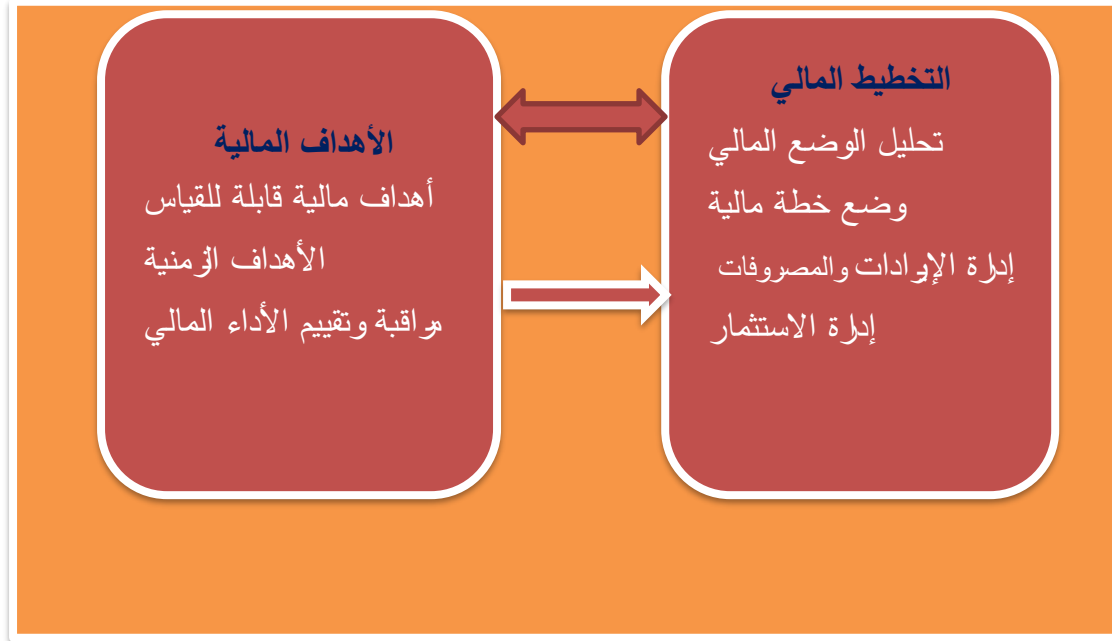 التخطيط المالي
تحليل الوضع المالي
وضع خطة مالية
إدارة الإيرادات والمصروفات
إدارة الاستثمار
الأهداف المالية
أهداف مالية قابلة للقياس
الأهداف الزمنية
مراقبة وتقييم الأداء المالي